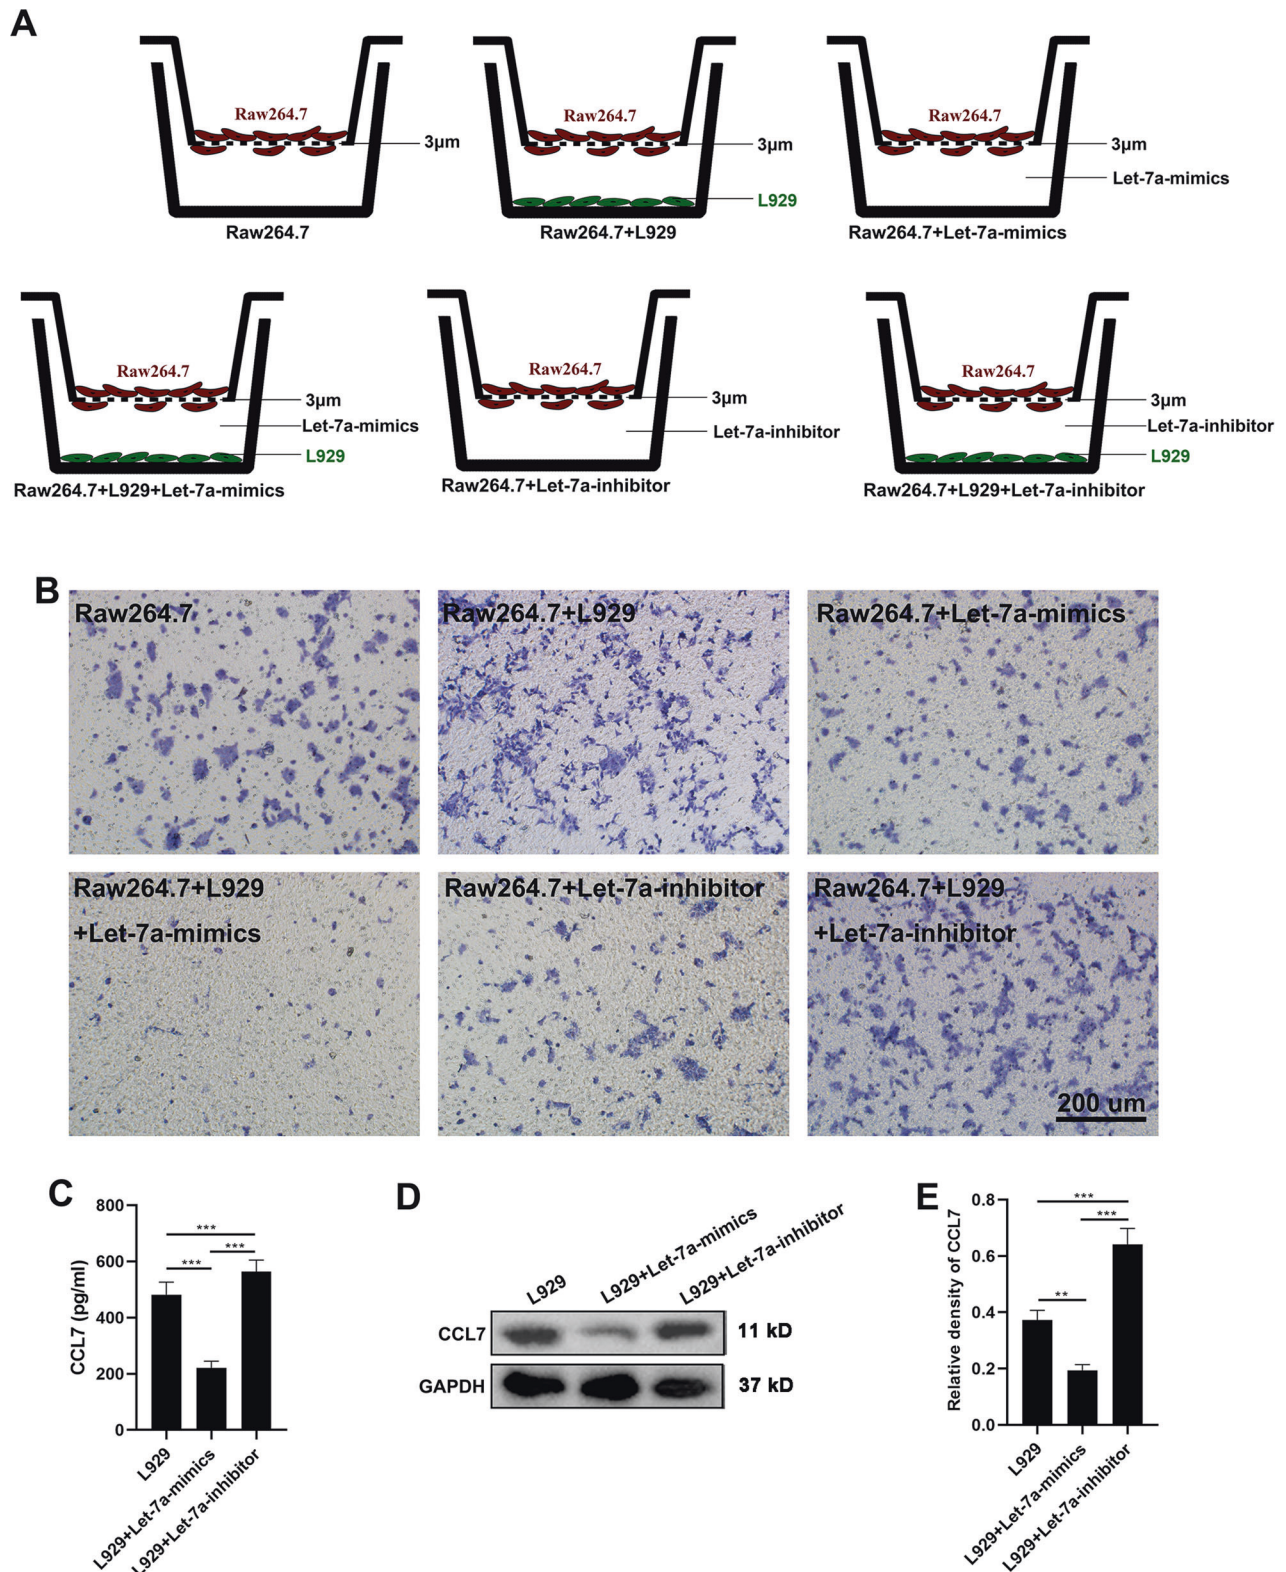 A
Raw264.7
3μm
Raw264.7
Raw264.7
3μm
L929
Raw264.7+L929
Raw264.7
3μm
Let-7a-mimics
Raw264.7+Let-7a-mimics
Raw264.7
3μm
Let-7a-mimics
L929
Raw264.7+L929+Let-7a-mimics
Raw264.7
3μm
Let-7a-inhibitor
Raw264.7+Let-7a-inhibitor
Raw264.7
3μm
Let-7a-inhibitor
L929
Raw264.7+L929+Let-7a-inhibitor
B
Raw264.7
Raw264.7+L929
Raw264.7+Let-7a-mimics
Raw264.7+L929
+Let-7a-mimics
Raw264.7+Let-7a-inhibitor
Raw264.7+L929
+Let-7a-inhibitor
200 um
C
CCL7 (pg/ml)
800
600
400
200
0
***
***
***
L929
L929+Let-7a-mimics
L929+Let-7a-inhibitor
D
L929
L929+Let-7a-mimics
L929+Let-7a-inhibitor
CCL7
11 kD
GAPDH
37 kD
E
Relative density of CCL7
0.8
0.6
0.4
0.2
0.0
***
***
**
L929
L929+Let-7a-mimics
L929+Let-7a-inhibitor